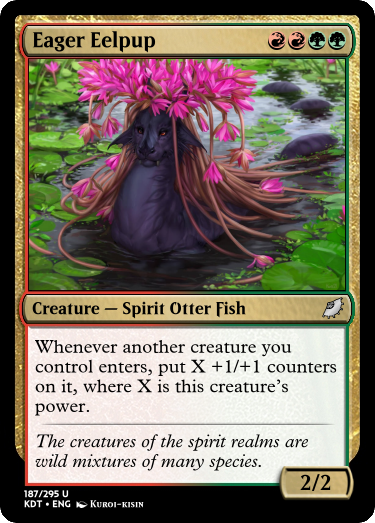 Eager Eelpup
Creature — Spirit Otter Fish
Whenever another creature you
control enters, put X +1/+1 counters
on it, where X is this creature's
power.
The creatures of the spirit realms are
wild mixtures of many species.
2/2
187/295 U
KDT • ENG Kuroi-kisin